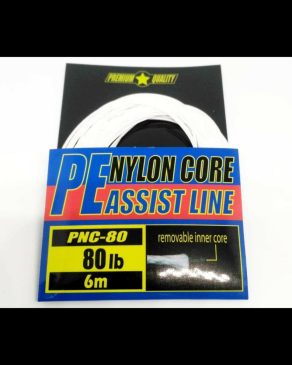 PREMIUM ★ QUALITY
PE NYLON CORE
ASSIST LINE
PNC-80
80 lb
6m
removable inner core